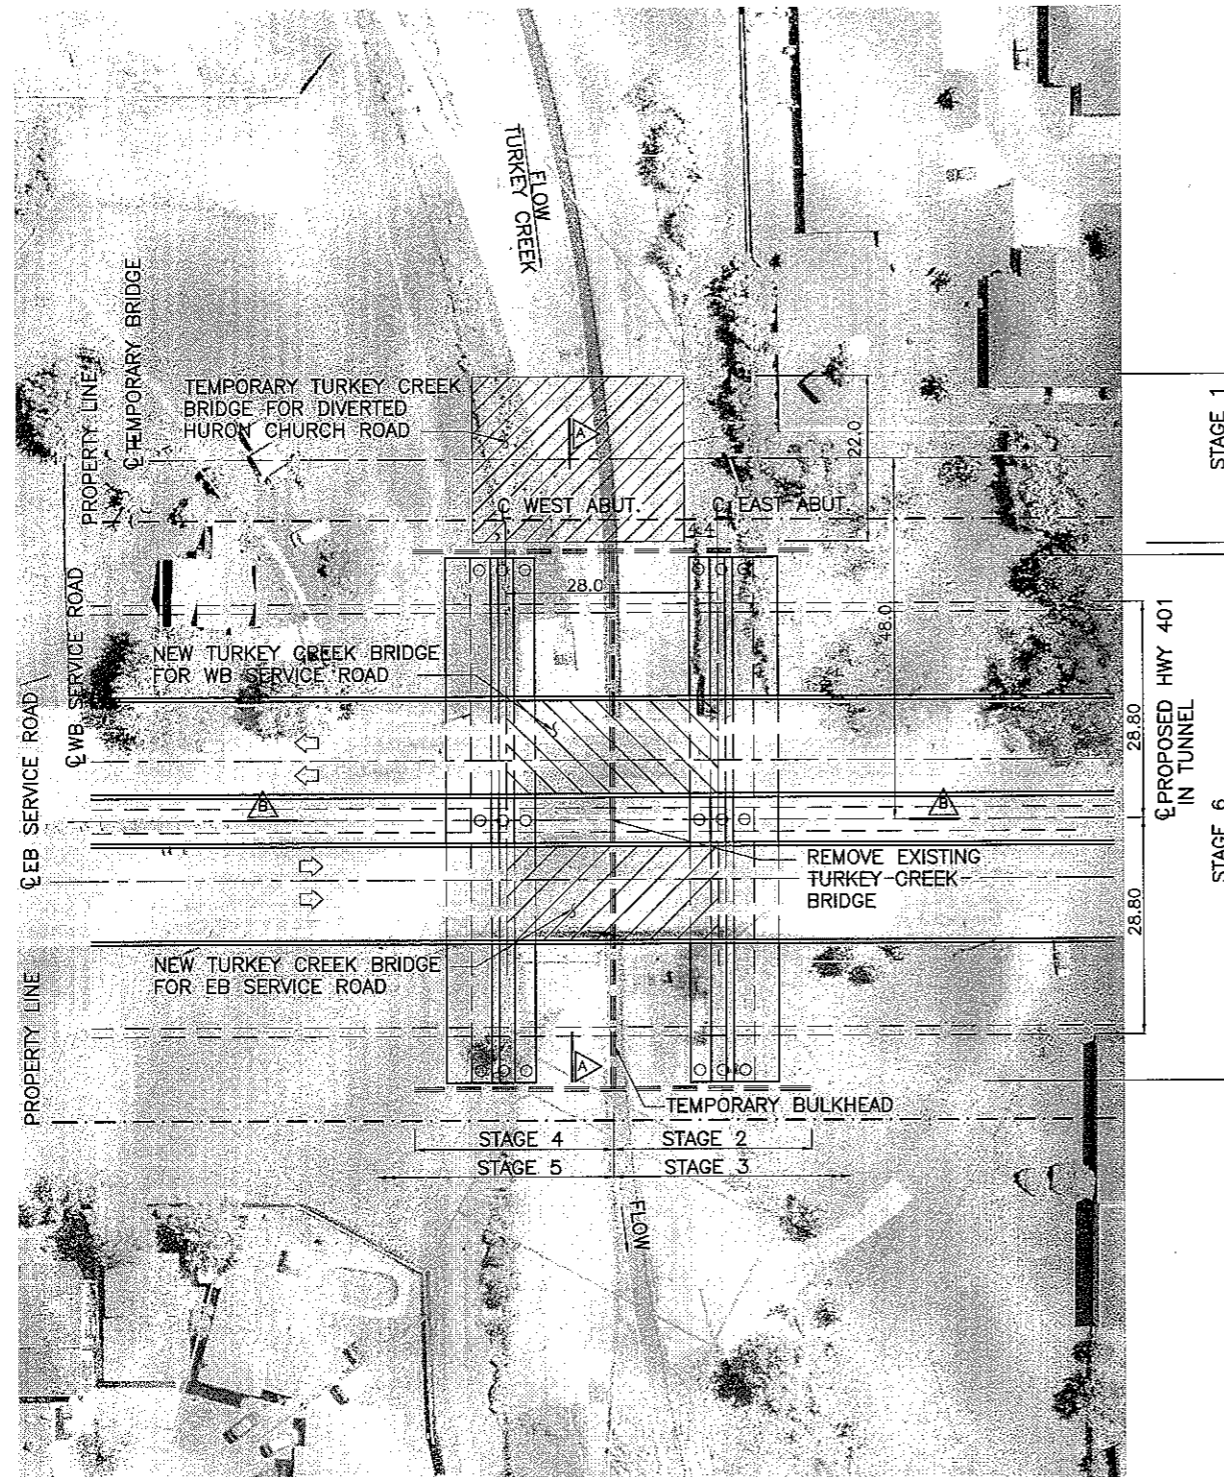 FLOW
TURKEY CREEK
℄ TEMPORARY BRIDGE
PROPERTY LINE
TEMPORARY TURKEY CREEK
BRIDGE FOR DIVERTED
HURON CHURCH ROAD
A
22.0
STAGE 1
℄ WEST ABUT.
℄ EAST ABUT.
4.4
28.0
48.0
℄ WB SERVICE ROAD
℄ EB SERVICE ROAD
NEW TURKEY CREEK BRIDGE
FOR WB SERVICE ROAD
28.80
℄ PROPOSED HWY 401
IN TUNNEL
B
B
STAGE 6
REMOVE EXISTING
TURKEY CREEK
BRIDGE
28.80
NEW TURKEY CREEK BRIDGE
FOR EB SERVICE ROAD
PROPERTY LINE
A
TEMPORARY BULKHEAD
STAGE 4
STAGE 2
STAGE 5
STAGE 3
FLOW